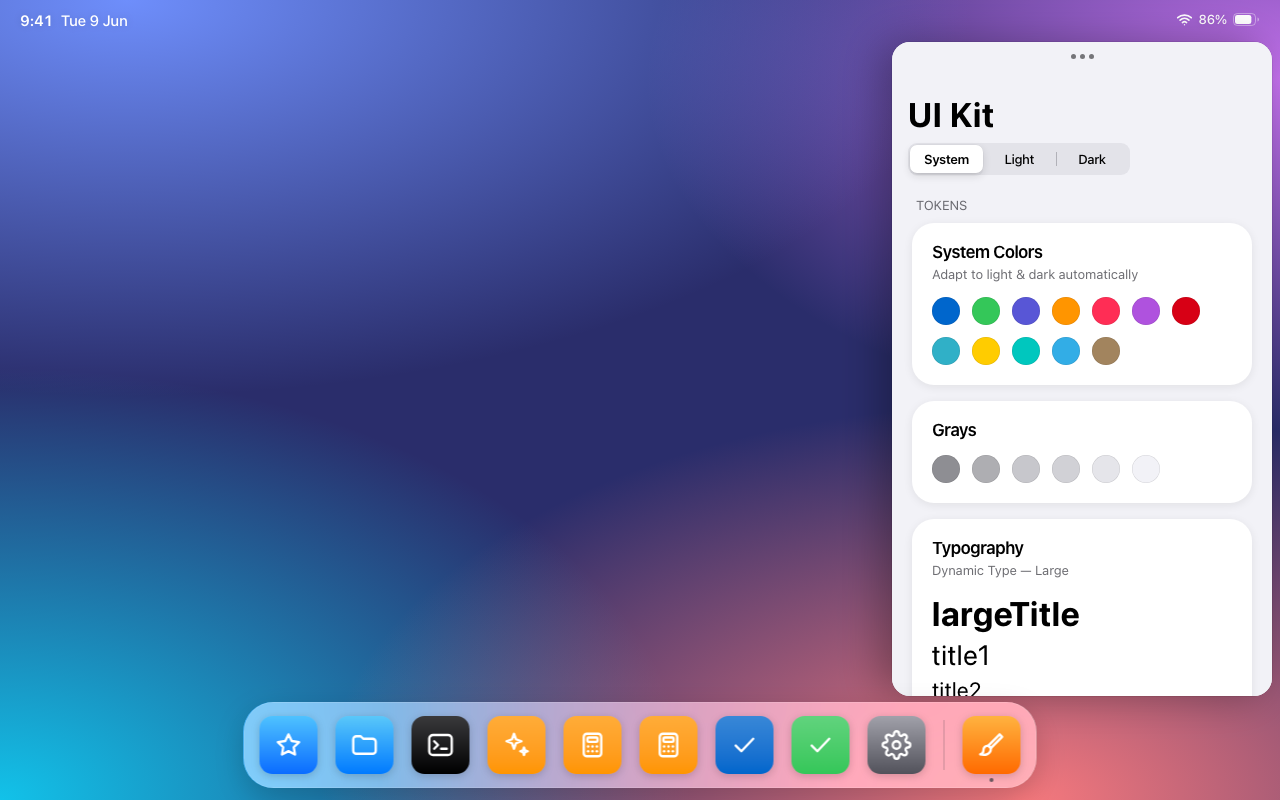 9:41 Tue 9 Jun
86%
UI Kit
System Light Dark
TOKENS
System Colors
Adapt to light & dark automatically
Grays
Typography
Dynamic Type — Large
largeTitle
title1
title2